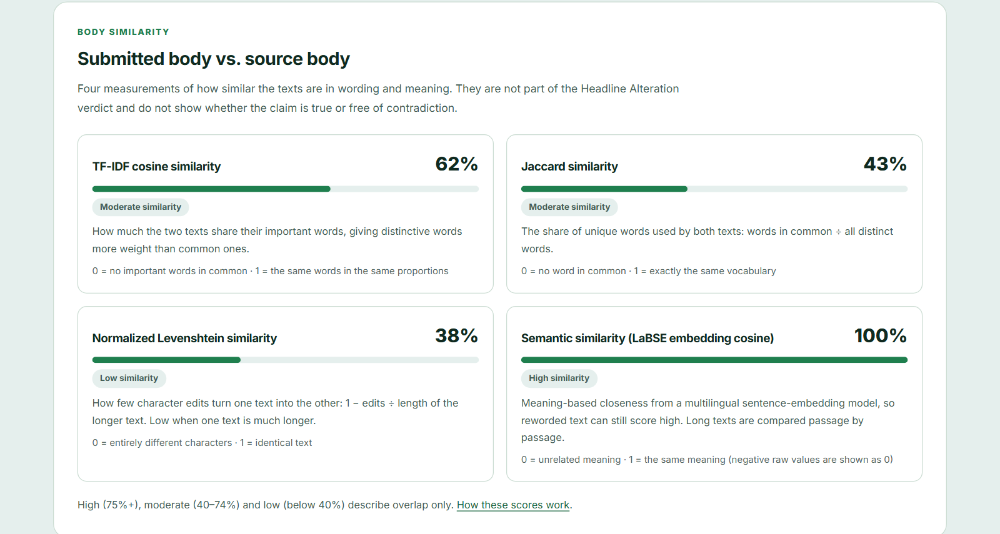 BODY SIMILARITY
Submitted body vs. source body
Four measurements of how similar the texts are in wording and meaning. They are not part of the Headline Alteration
verdict and do not show whether the claim is true or free of contradiction.
TF-IDF cosine similarity 62%
Moderate similarity
How much the two texts share their important words, giving distinctive words
more weight than common ones.
0 = no important words in common · 1 = the same words in the same proportions
Jaccard similarity 43%
Moderate similarity
The share of unique words used by both texts: words in common ÷ all distinct
words.
0 = no word in common · 1 = exactly the same vocabulary
Normalized Levenshtein similarity 38%
Low similarity
How few character edits turn one text into the other: 1 − edits ÷ length of the
longer text. Low when one text is much longer.
0 = entirely different characters · 1 = identical text
Semantic similarity (LaBSE embedding cosine) 100%
High similarity
Meaning-based closeness from a multilingual sentence-embedding model, so
reworded text can still score high. Long texts are compared passage by
passage.
0 = unrelated meaning · 1 = the same meaning (negative raw values are shown as 0)
High (75%+), moderate (40–74%) and low (below 40%) describe overlap only. How these scores work.